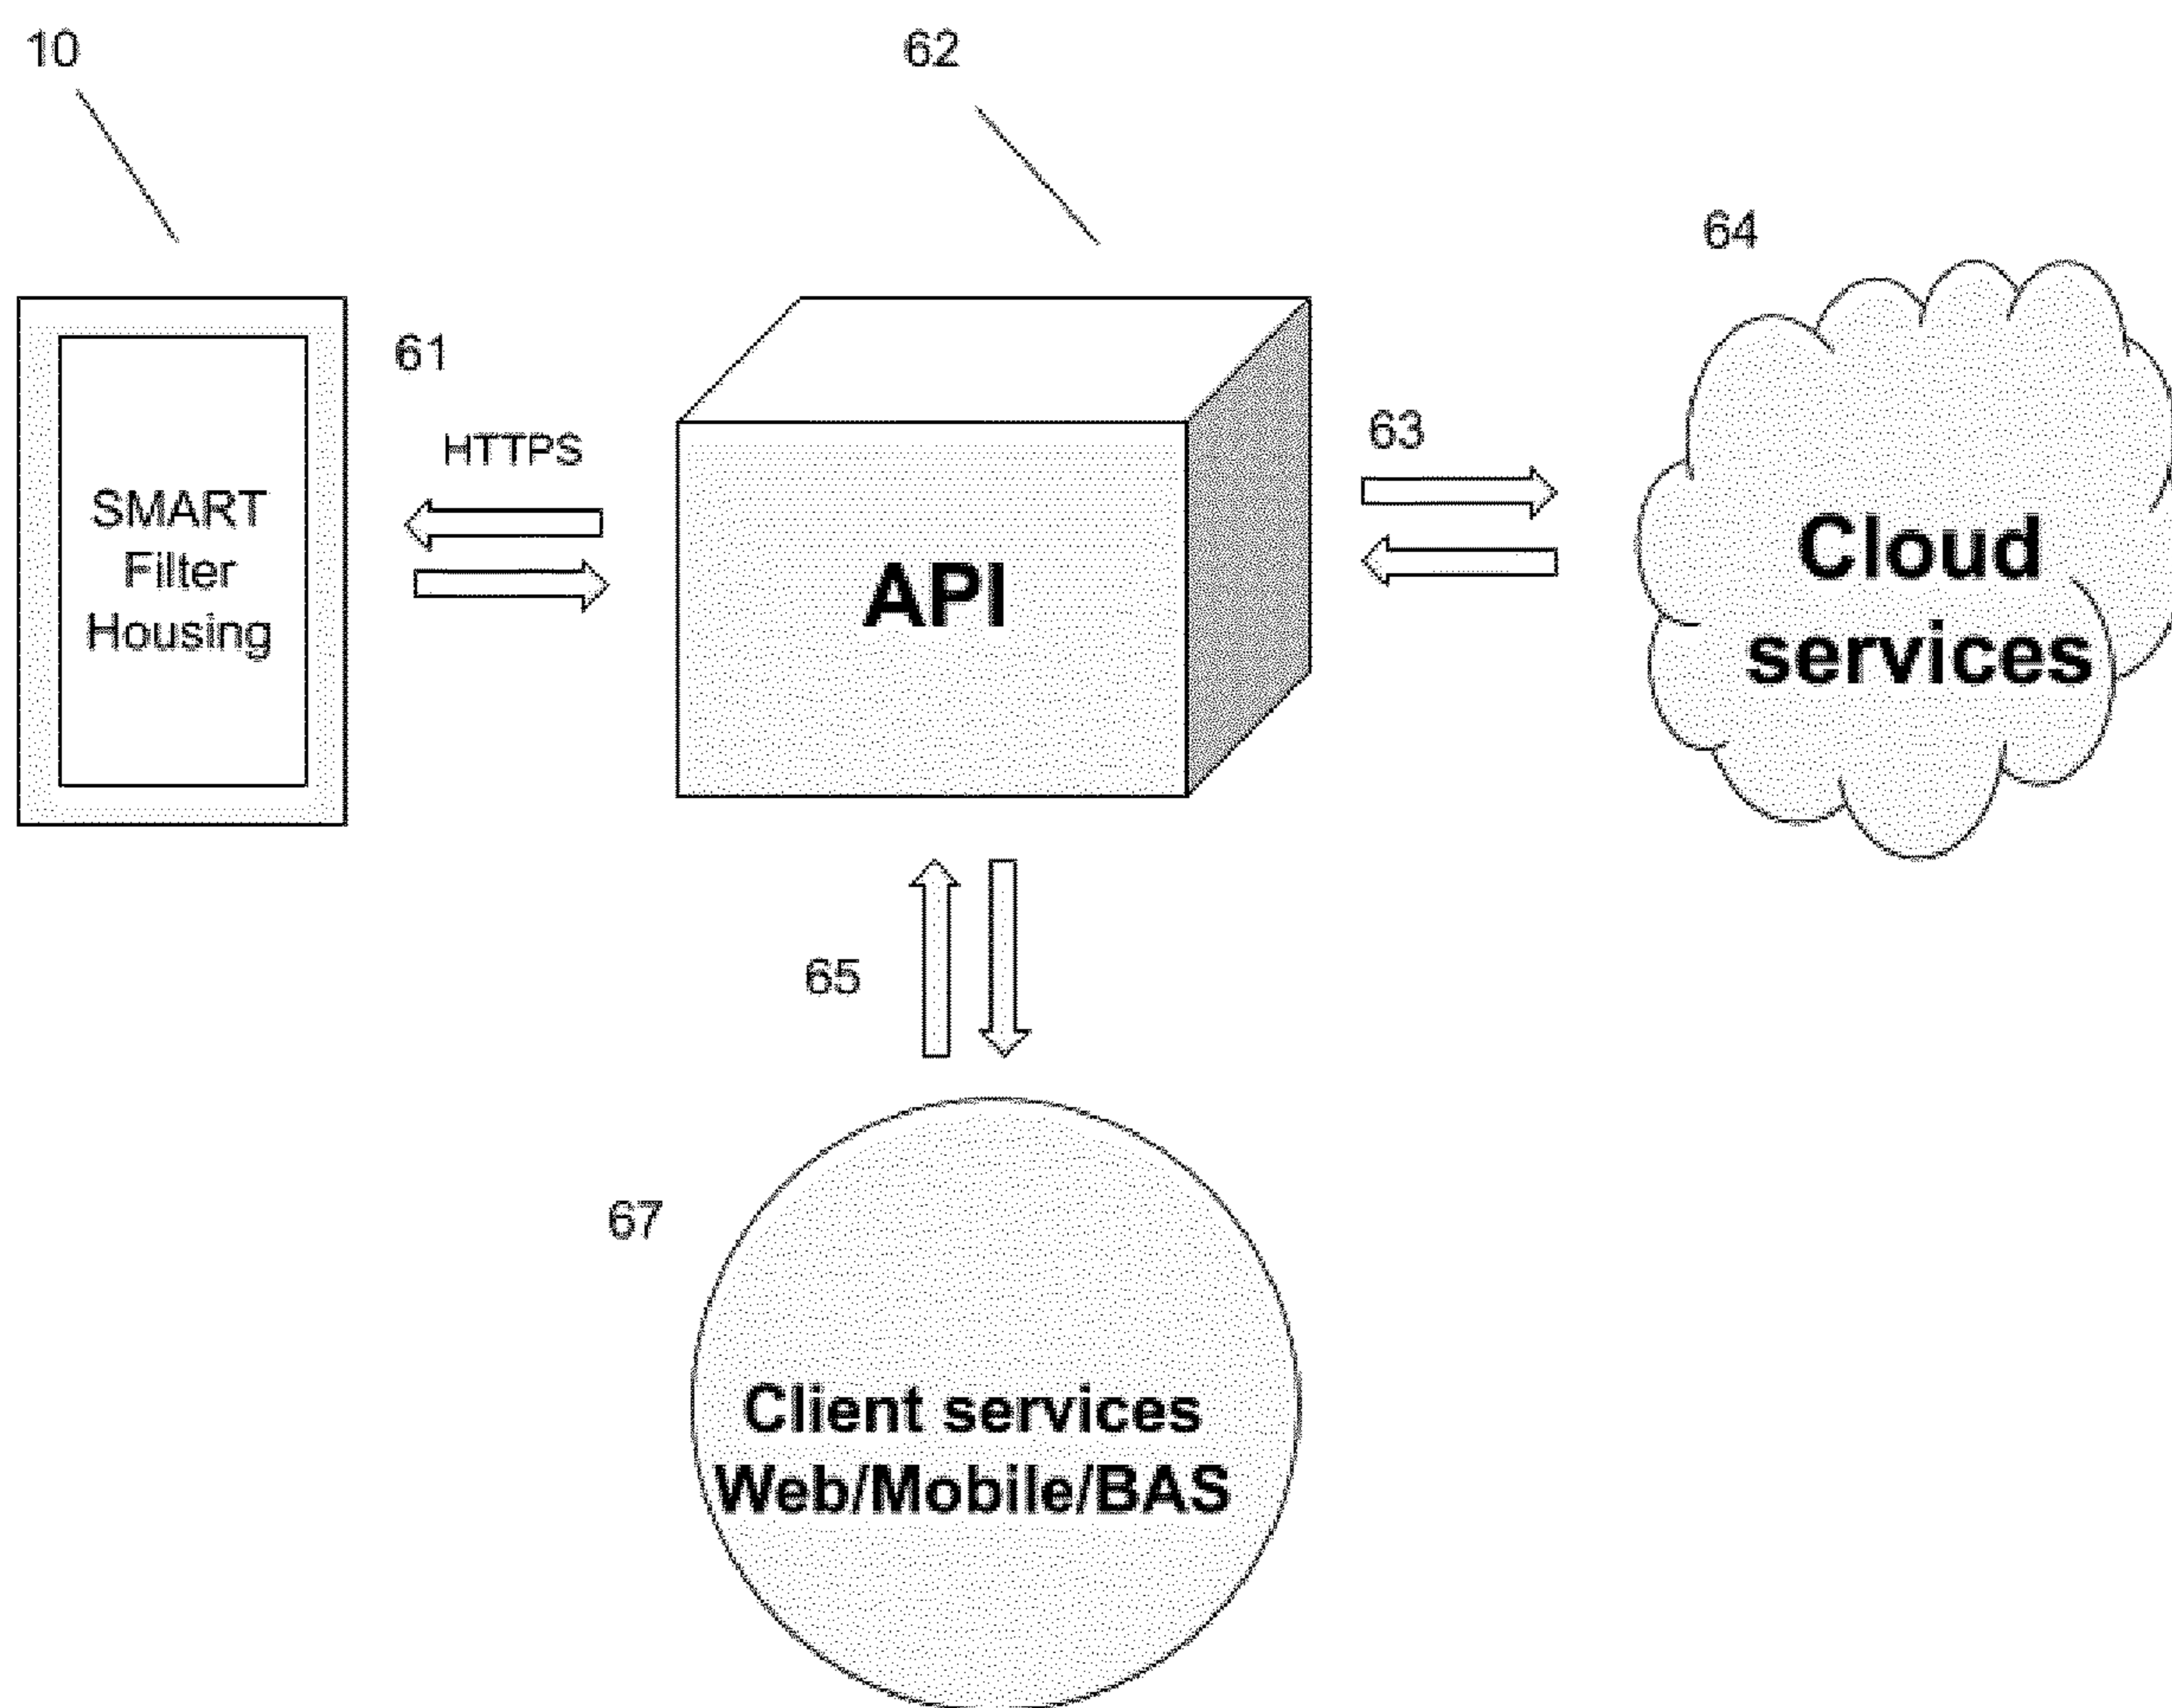 10
62
64
61
HTTPS
63
SMART
Filter
Housing
API
Cloud
services
65
67
Client services
Web/Mobile/BAS